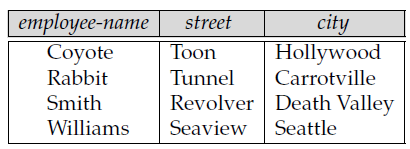 employee-name street city
Coyote Toon Hollywood
Rabbit Tunnel Carrotville
Smith Revolver Death Valley
Williams Seaview Seattle